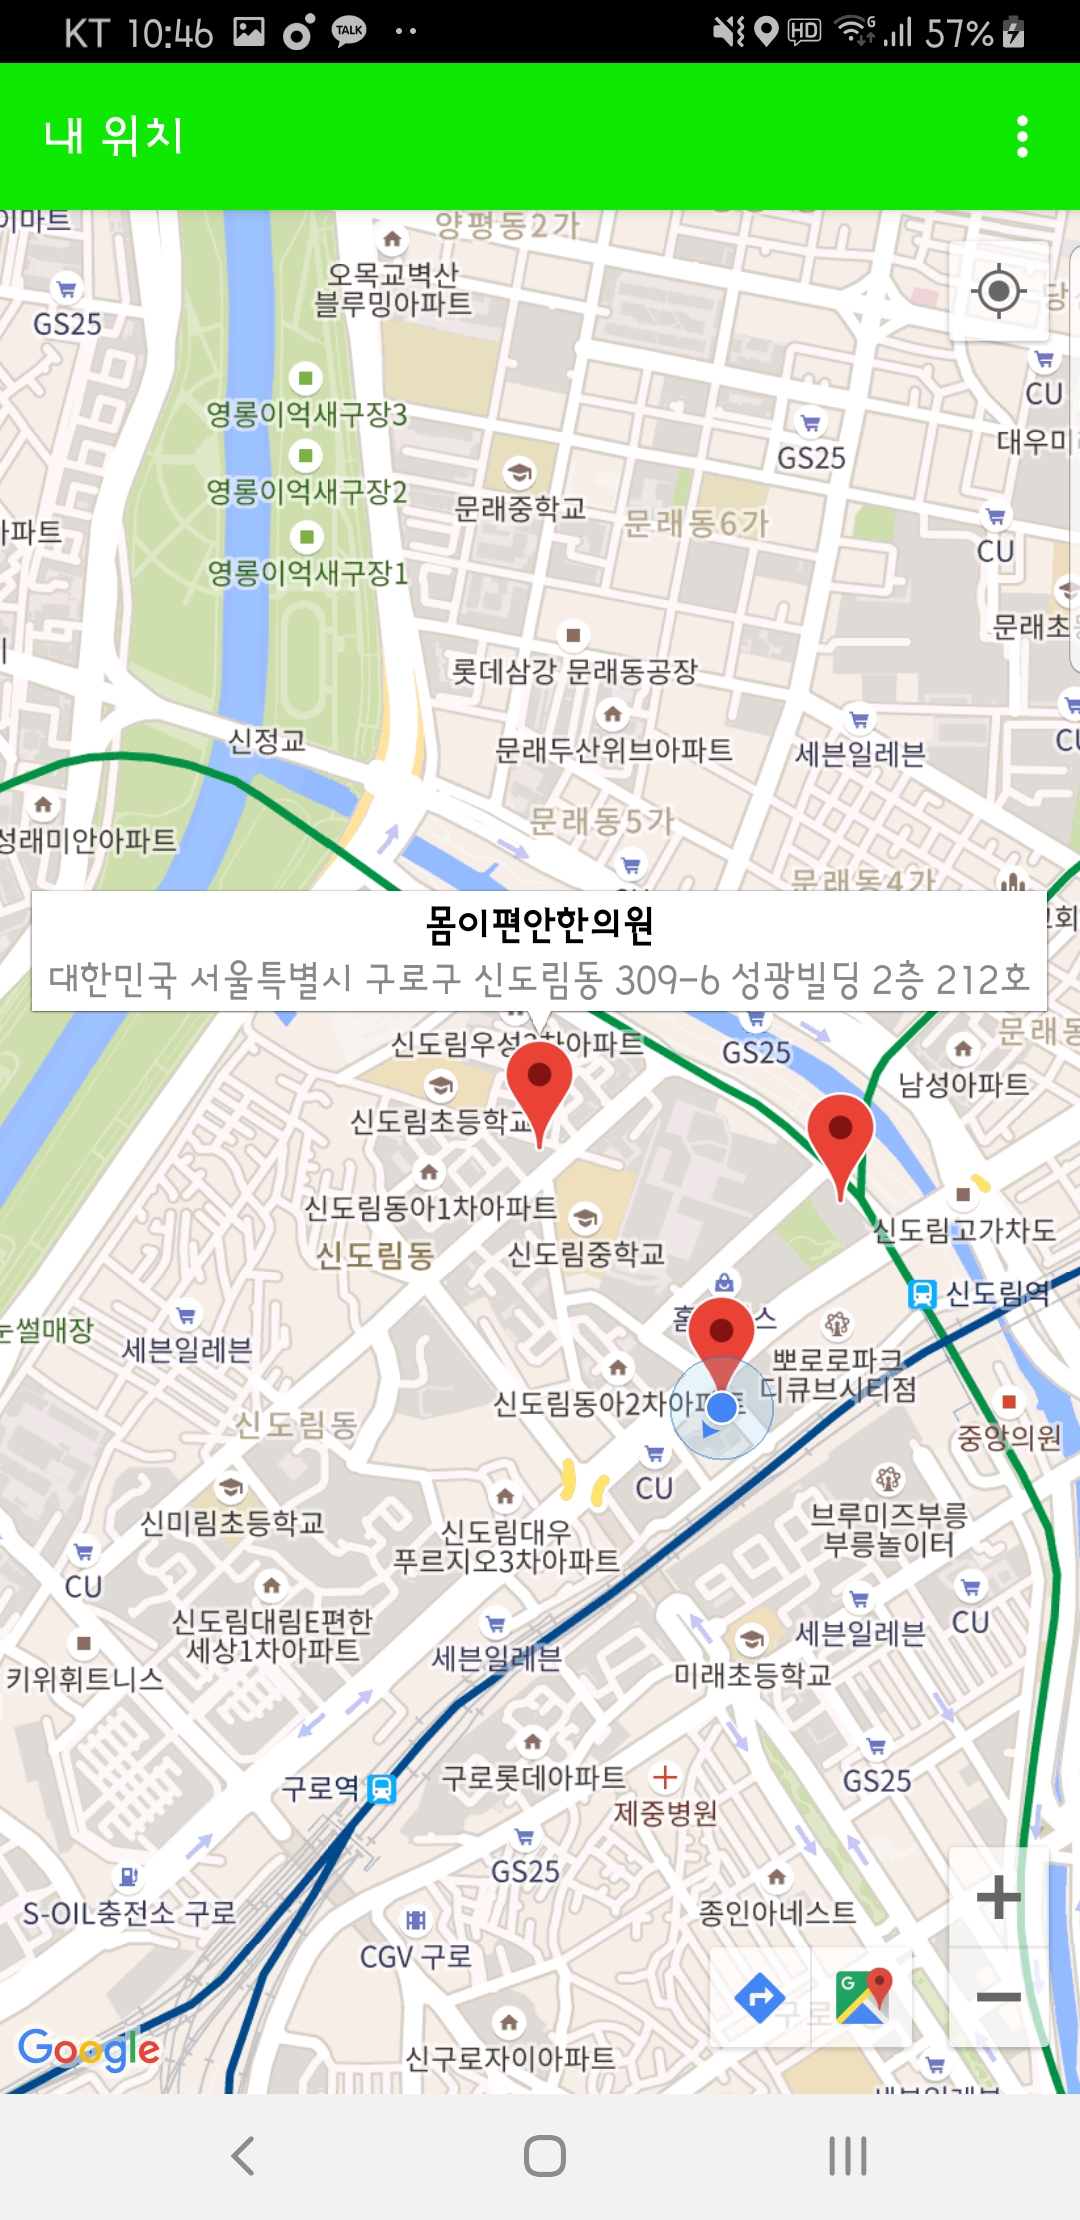 KT 10:46
TALK
HD
G
57%
내 위치
이마트
양평동2가
오목교벽산
블루밍아파트
GS25
당
CU
영롱이억새구장3
대우미
GS25
영롱이억새구장2
문래중학교
문래동6가
아파트
CU
영롱이억새구장1
문래초
롯데삼강 문래동공장
신정교
문래두산위브아파트
세븐일레븐
문래동5가
성래미안아파트
문래동4가
몸이편안한의원
대한민국 서울특별시 구로구 신도림동 309-6 성광빌딩 2층 212호
GS25
남성아파트
신도림초등학교
신도림동아1차아파트
신도림동
신도림중학교
신도림고가차도
신도림역
눈썰매장
세븐일레븐
뽀로로파크
디큐브시티점
신도림동아2차아파트
신도림동
중앙의원
CU
신미림초등학교
신도림대우
푸르지오3차아파트
브루미즈부릉
부릉놀이터
CU
신도림대림E편한
세상1차아파트
세븐일레븐
세븐일레븐
CU
키위휘트니스
미래초등학교
구로역
구로롯데아파트
GS25
제중병원
GS25
S-OIL충전소 구로
CGV 구로
종인아네스트
G
Google
신구로자이아파트
세븐일레븐